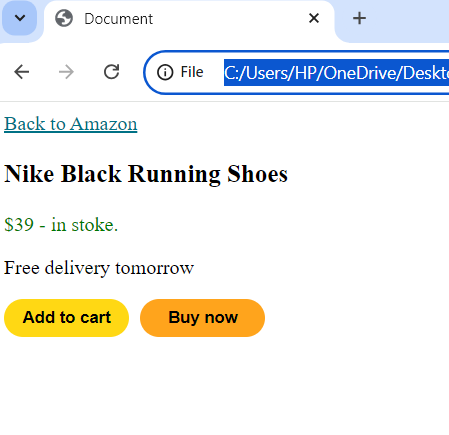 Document
File
C:/Users/HP/OneDrive/Deskto
Back to Amazon
Nike Black Running Shoes
$39 - in stoke.
Free delivery tomorrow
Add to cart
Buy now